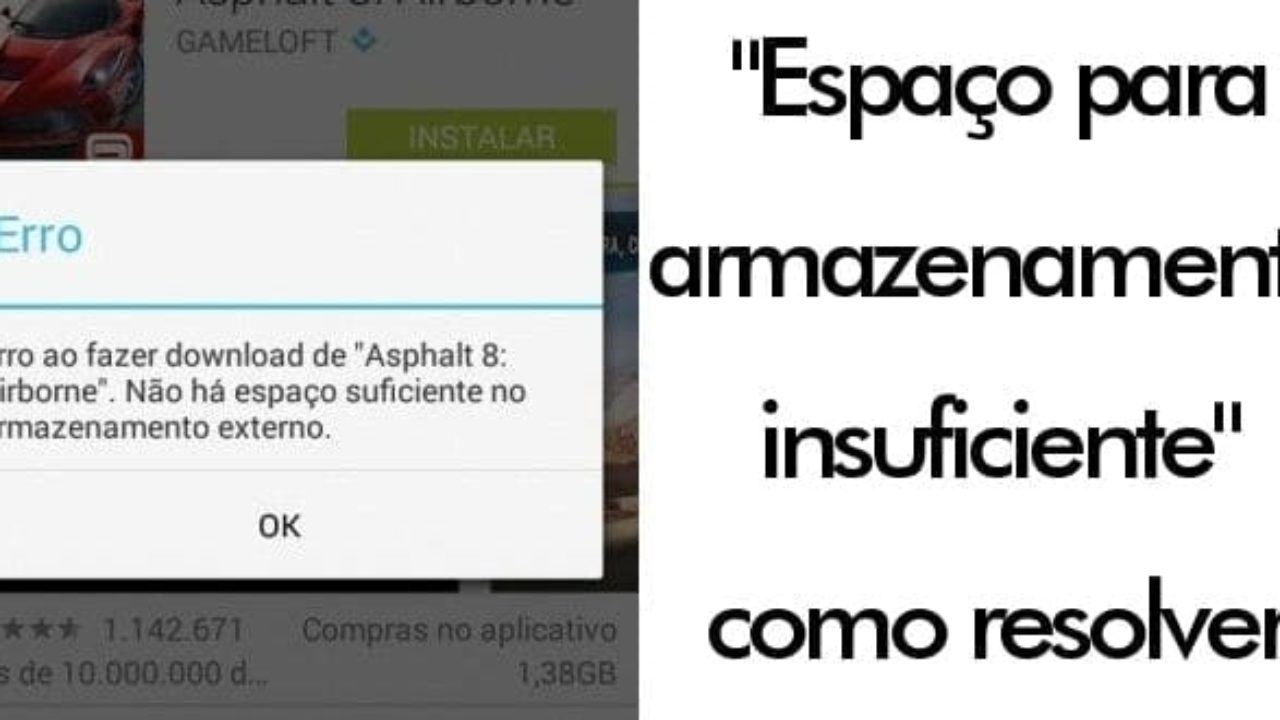 GAMELOFT
INSTALAR
Erro
rro ao fazer download de "Asphalt 8:
irborne". Não há espaço suficiente no
rmazenamento externo.
OK
1.142.671 Compras no aplicativo
s de 10.000.000 d...
1,38GB
"Espaço para
armazenament
insuficiente"
como resolver